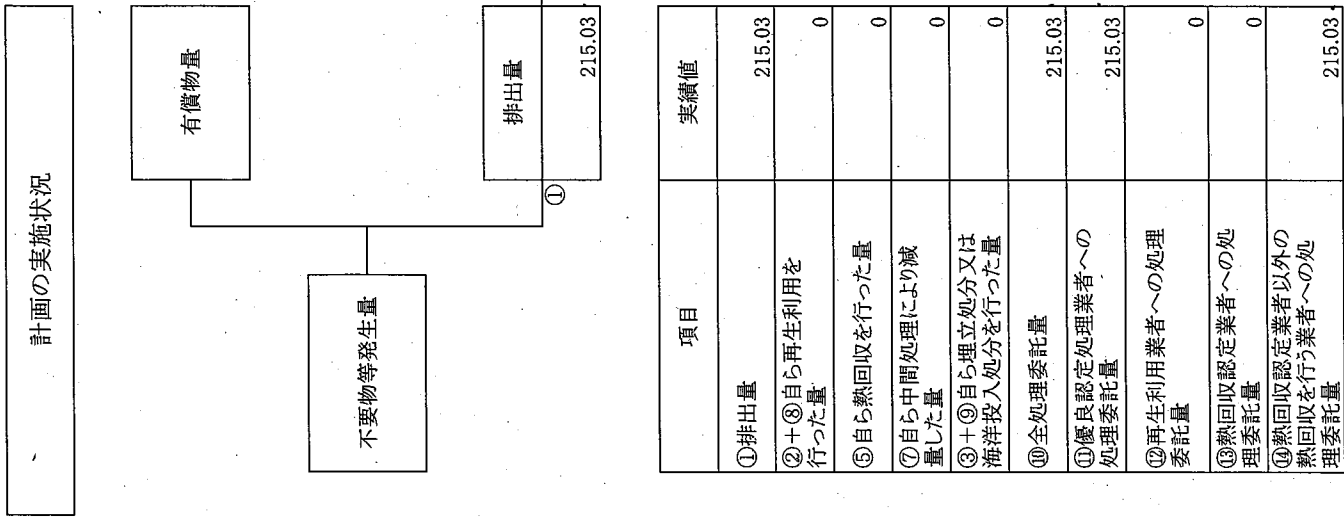 計画の実施状況
有償物量
不要物等発生量
排出量
①
215.03
項目
実績値
①排出量
215.03
②+⑧自ら再生利用を
行った量
0
⑤自ら熱回収を行った量
0
⑦自ら中間処理により減
量した量
0
③+⑨自ら埋立処分又は
海洋投入処分を行った量
0
⑩全処理委託量
215.03
⑪優良認定処理業者への
処理委託量
215.03
⑫再生利用業者への処理
委託量
0
⑬熱回収認定業者への処
理委託量
0
⑭熱回収認定業者以外の
熱回収を行う業者への処
理委託量
215.03